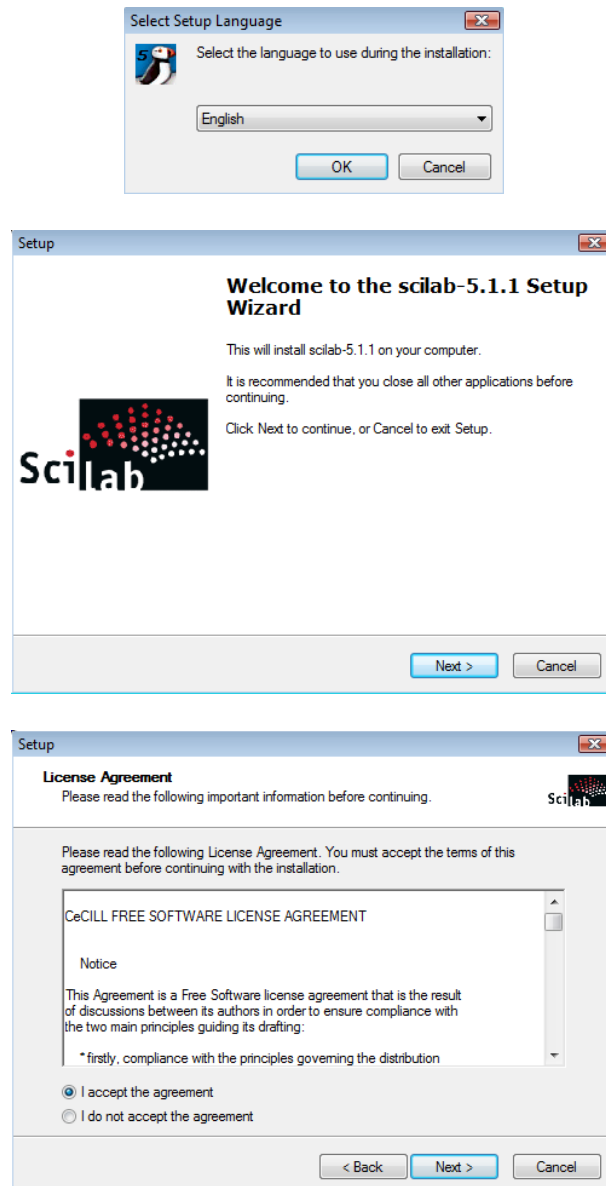 Select Setup Language
5
Select the language to use during the installation:
English
OK Cancel
Setup
Welcome to the scilab-5.1.1 Setup
Wizard
This will install scilab-5.1.1 on your computer.
It is recommended that you close all other applications before
continuing.
Click Next to continue, or Cancel to exit Setup.
Scilab
Next > Cancel
Setup
License Agreement
Please read the following important information before continuing.
Scilab
Please read the following License Agreement. You must accept the terms of this
agreement before continuing with the installation.
CeCILL FREE SOFTWARE LICENSE AGREEMENT
Notice
This Agreement is a Free Software license agreement that is the result
of discussions between its authors in order to ensure compliance with
the two main principles guiding its drafting:
* firstly, compliance with the principles governing the distribution
I accept the agreement
I do not accept the agreement
< Back Next > Cancel